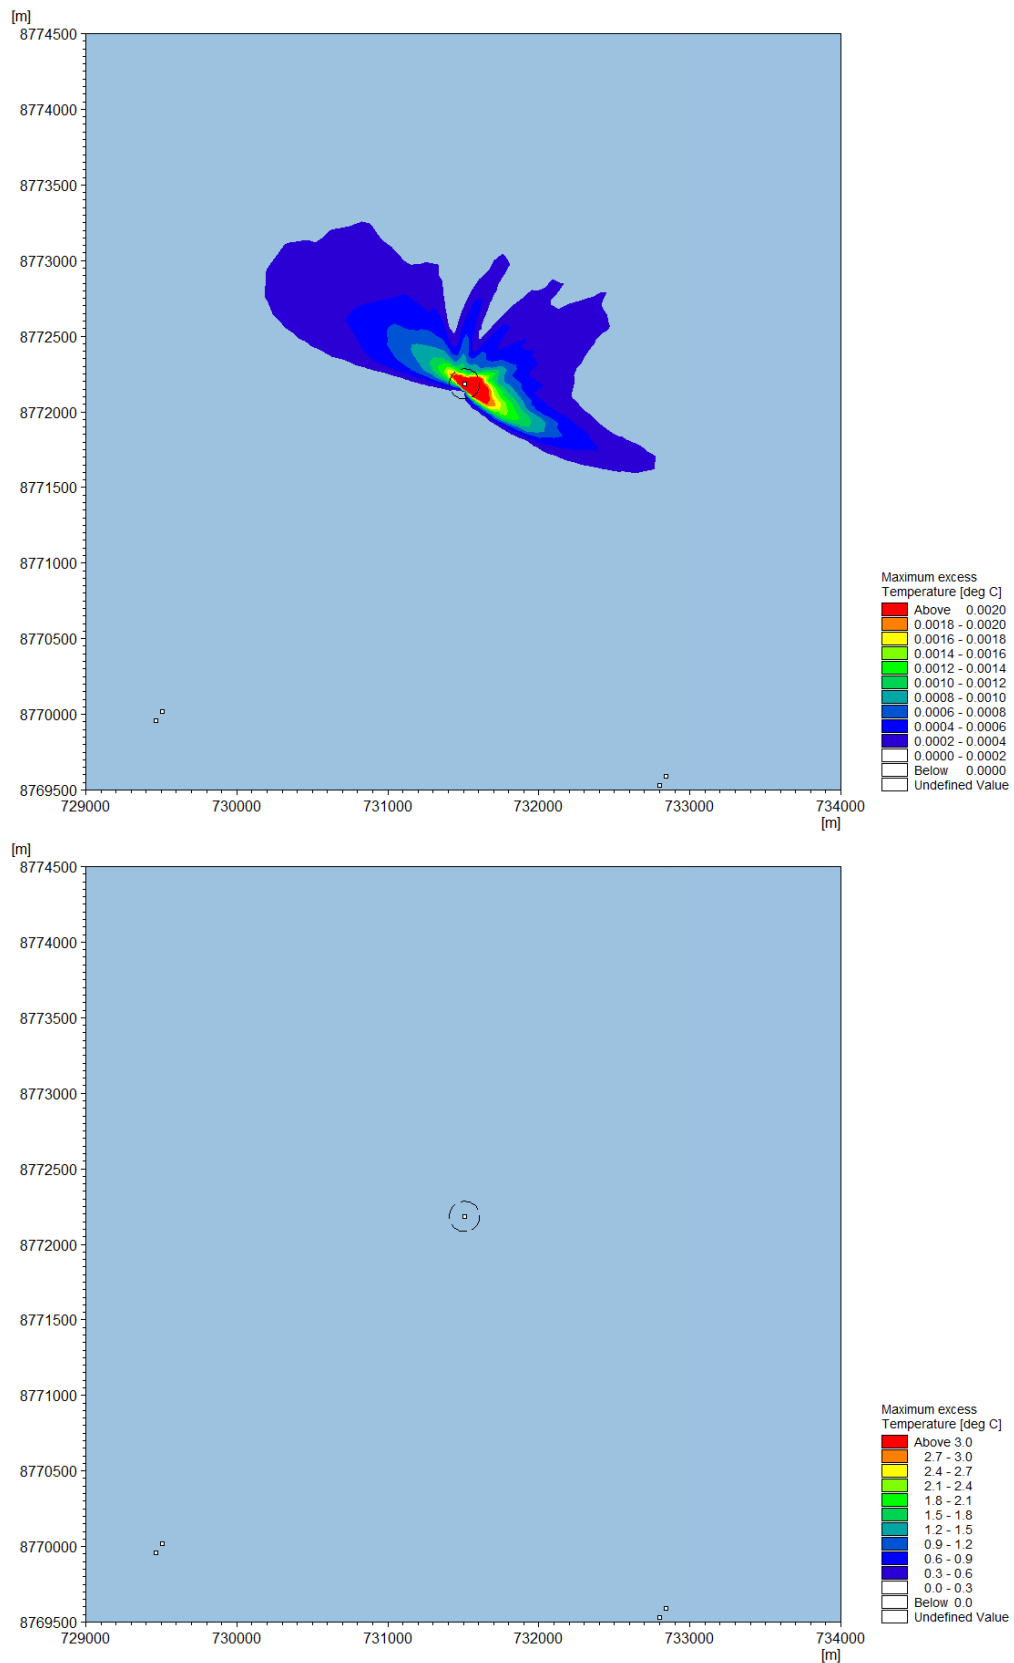 [m]
8774500
8774000
8773500
8773000
8772500
8772000
8771500
8771000
8770500
8770000
8769500
729000 730000 731000 732000 733000 734000
[m]
Maximum excess
Temperature [deg C]
Above 0.0020
0.0018 - 0.0020
0.0016 - 0.0018
0.0014 - 0.0016
0.0012 - 0.0014
0.0010 - 0.0012
0.0008 - 0.0010
0.0006 - 0.0008
0.0004 - 0.0006
0.0002 - 0.0004
0.0000 - 0.0002
Below 0.0000
Undefined Value
[m]
8774500
8774000
8773500
8773000
8772500
8772000
8771500
8771000
8770500
8770000
8769500
729000 730000 731000 732000 733000 734000
[m]
Maximum excess
Temperature [deg C]
Above 3.0
2.7 - 3.0
2.4 - 2.7
2.1 - 2.4
1.8 - 2.1
1.5 - 1.8
1.2 - 1.5
0.9 - 1.2
0.6 - 0.9
0.3 - 0.6
0.0 - 0.3
Below 0.0
Undefined Value